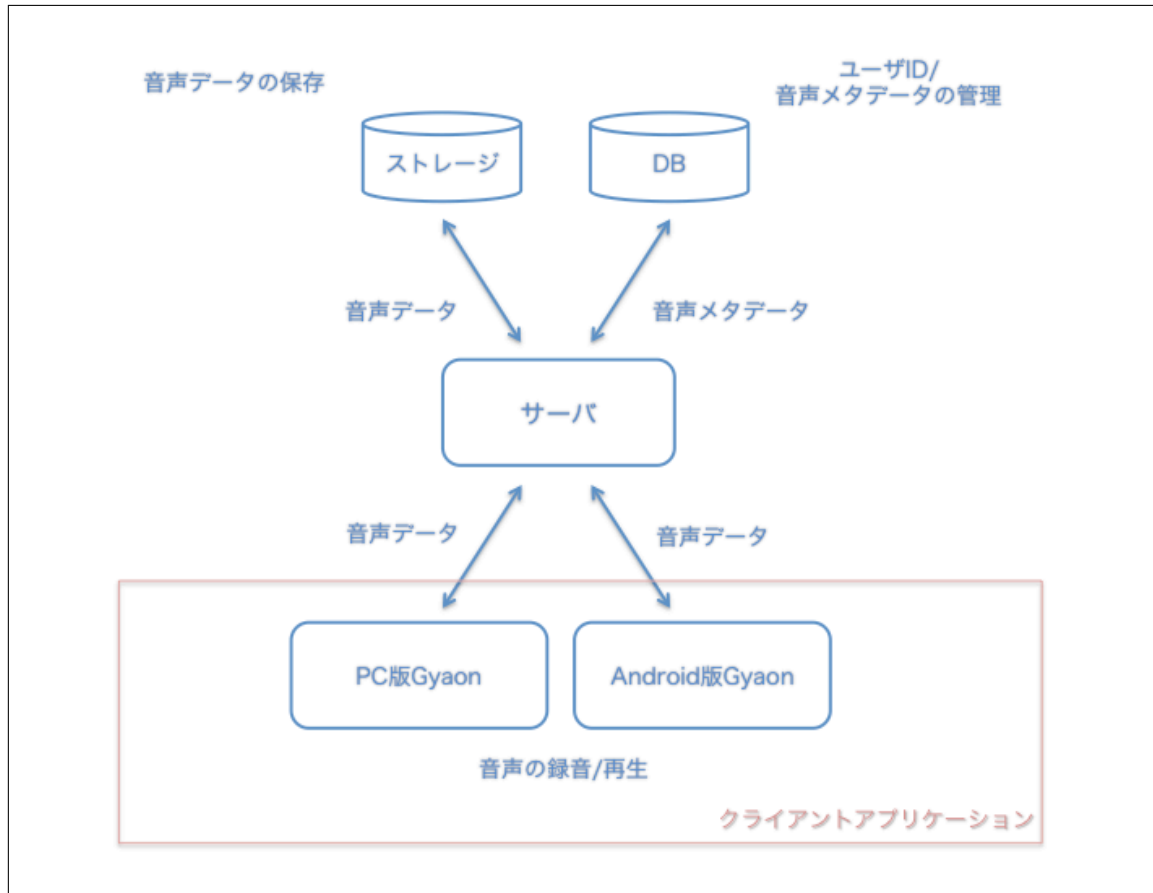 音声データの保存
ユーザID/
音声メタデータの管理
ストレージ
DB
音声データ
音声メタデータ
サーバ
音声データ
音声データ
PC版Gyaon
Android版Gyaon
音声の録音/再生
クライアントアプリケーション